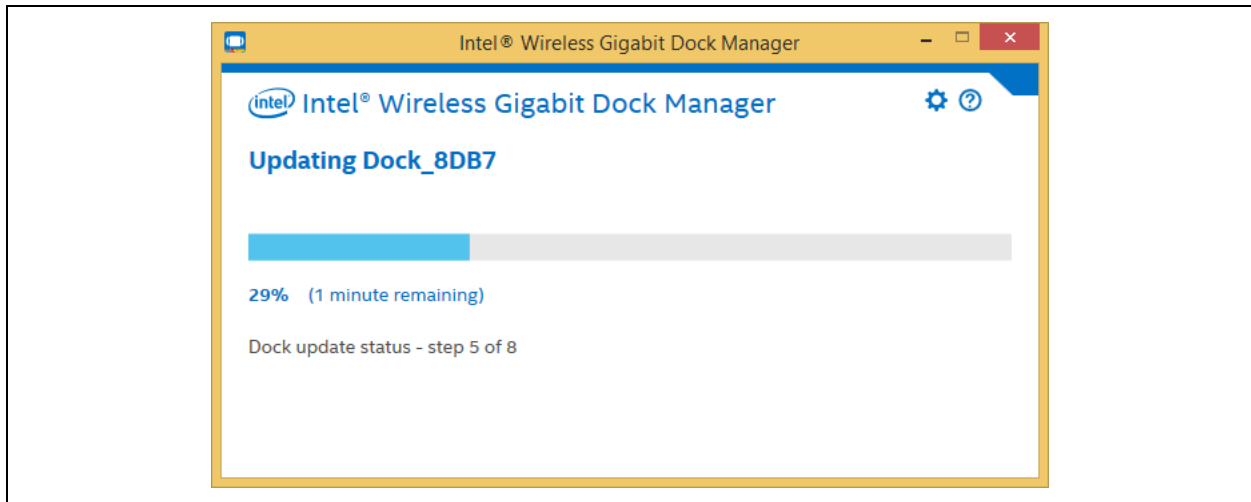 Intel® Wireless Gigabit Dock Manager
intel Intel® Wireless Gigabit Dock Manager
Updating Dock_8DB7
29% (1 minute remaining)
Dock update status - step 5 of 8